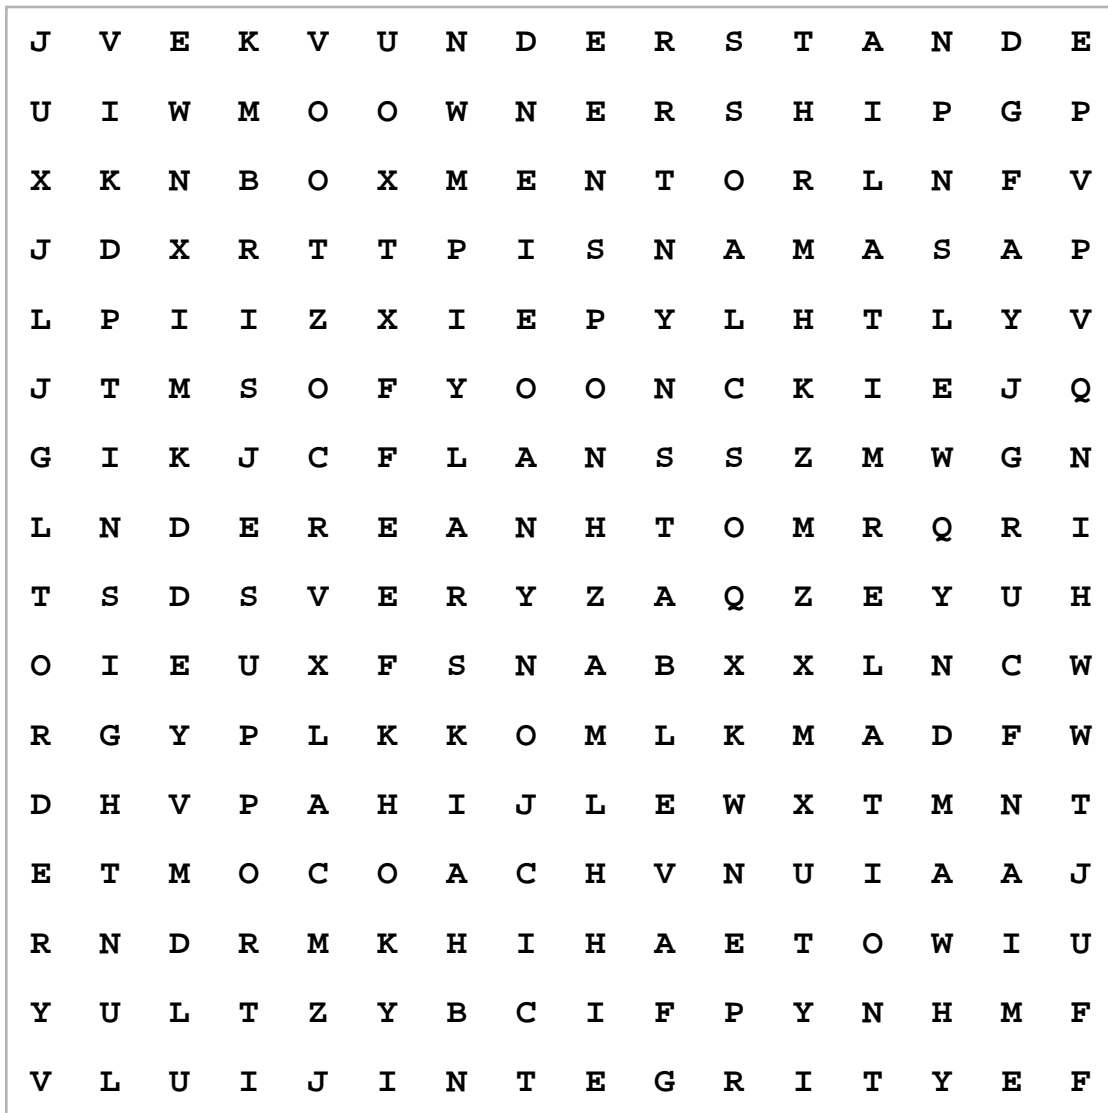 J V E K V U N D E R S T A N D E
U I W M O O W N E R S H I P G P
X K N B O X M E N T O R L N F V
J D X R T T P I S N A M A S A P
L P I I Z X I E P Y L H T L Y V
J T M S O F Y O O N C K I E J Q
G I K J C F L A N S S Z M W G N
L N D E R E A N H T O M R Q R I
T S D S V E R Y Z A Q Z E Y U H
O I E U X F S N A B X X L N C W
R G Y P L K K O M L K M A D F W
D H V P A H I J L E W X T M N T
E T M O C O A C H V N U I A A J
R N D R M K H I H A E T O W I U
Y U L T Z Y B C I F P Y N H M F
V L U I J I N T E G R I T Y E F